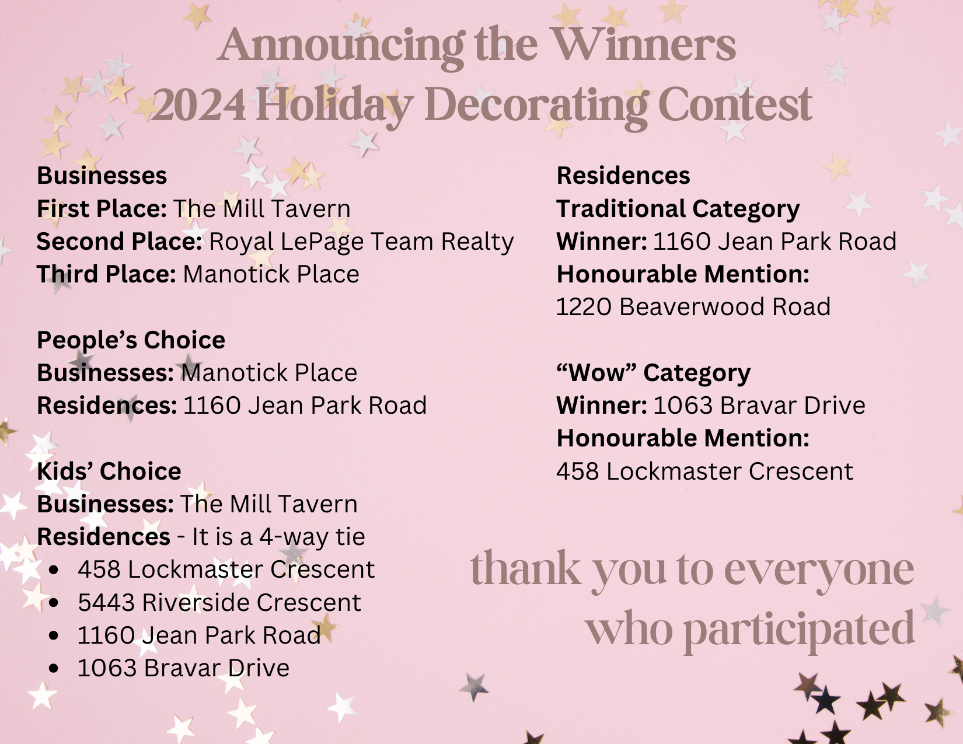 Announcing the Winners
2024 Holiday Decorating Contest
Businesses
First Place: The Mill Tavern
Second Place: Royal LePage Team Realty
Third Place: Manotick Place
People’s Choice
Businesses: Manotick Place
Residences: 1160 Jean Park Road
Kids’ Choice
Businesses: The Mill Tavern
Residences - It is a 4-way tie
• 458 Lockmaster Crescent
• 5443 Riverside Crescent
• 1160 Jean Park Road
• 1063 Bravar Drive
Residences
Traditional Category
Winner: 1160 Jean Park Road
Honourable Mention:
1220 Beaverwood Road
“Wow” Category
Winner: 1063 Bravar Drive
Honourable Mention:
458 Lockmaster Crescent
thank you to everyone
who participated